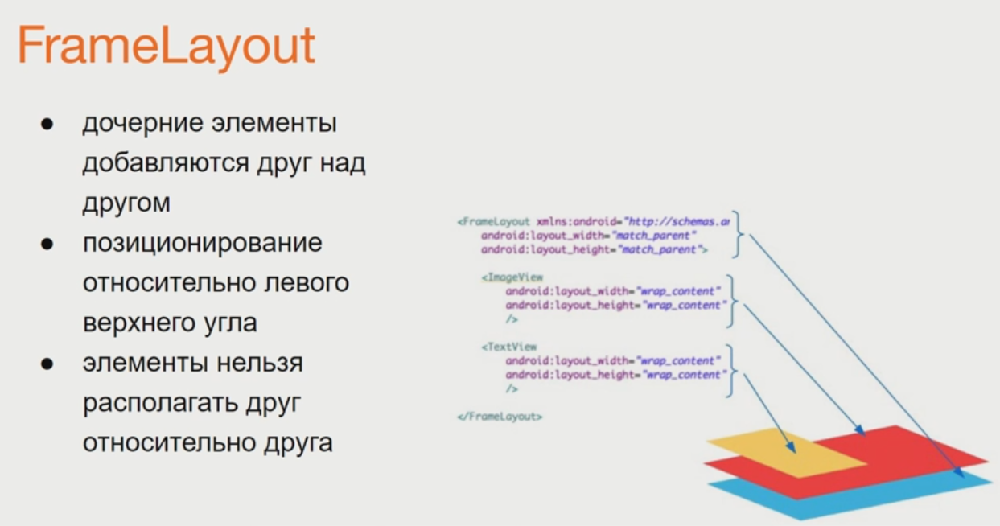 FrameLayout
● дочерние элементы
добавляются друг над
другом
● позиционирование
относительно левого
верхнего угла
● элементы нельзя
располагать друг
относительно друга
<FrameLayout xmlns:android="http://schemas.ar
android:layout_width="match_parent"
android:layout_height="match_parent">
<ImageView
android:layout_width="wrap_content"
android:layout_height="wrap_content"
/>
<TextView
android:layout_width="wrap_content"
android:layout_height="wrap_content"
/>
</FrameLayout>